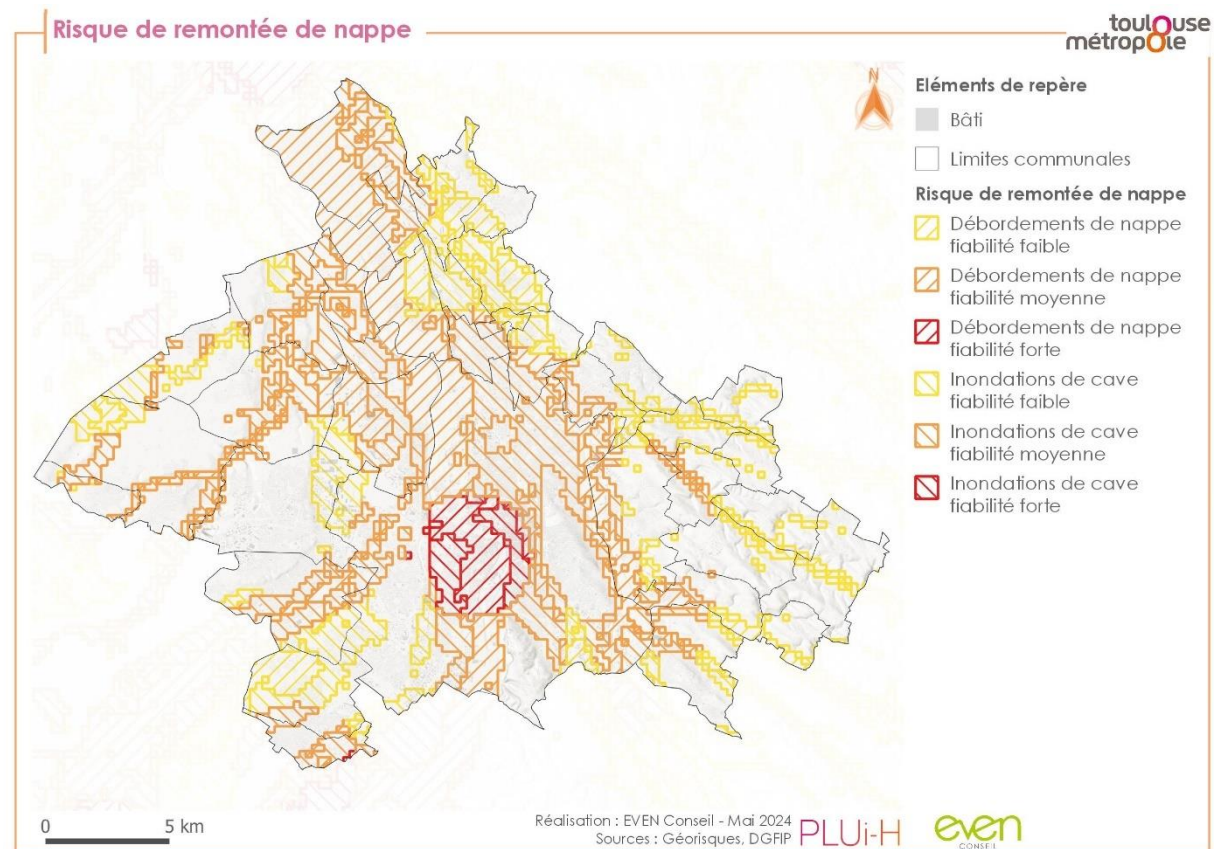 Risque de remontée de nappe
toulouse
métropole
N
Eléments de repère
Bâti
Limites communales
Risque de remontée de nappe
Débordements de nappe
fiabilité faible
Débordements de nappe
fiabilité moyenne
Débordements de nappe
fiabilité forte
Inondations de cave
fiabilité faible
Inondations de cave
fiabilité moyenne
Inondations de cave
fiabilité forte
0 5 km
Réalisation : EVEN Conseil - Mai 2024
Sources : Géorisques, DGFIP
PLUi-H
even
CONSEIL